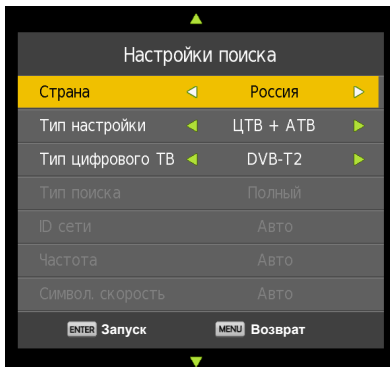 Настройки поиска
Страна Россия
Тип настройки ЦТВ + АТВ
Тип цифрового ТВ DVB-T2
Тип поиска Полный
ID сети Авто
Частота Авто
Символ. скорость Авто
ENTER Запуск MENU Возврат